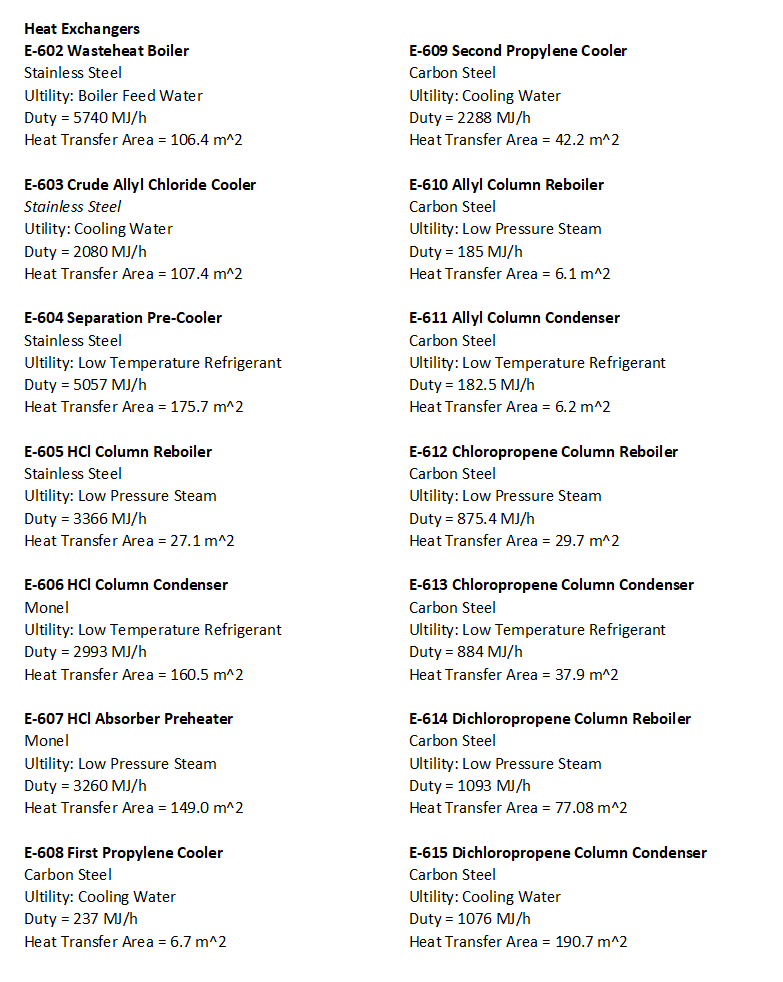 Heat Exchangers
E-602 Wasteheat Boiler
Stainless Steel
Ultility: Boiler Feed Water
Duty = 5740 MJ/h
Heat Transfer Area = 106.4 m^2
E-603 Crude Allyl Chloride Cooler
Stainless Steel
Utility: Cooling Water
Duty = 2080 MJ/h
Heat Transfer Area = 107.4 m^2
E-604 Separation Pre-Cooler
Stainless Steel
Ultility: Low Temperature Refrigerant
Duty = 5057 MJ/h
Heat Transfer Area = 175.7 m^2
E-605 HCl Column Reboiler
Stainless Steel
Ultility: Low Pressure Steam
Duty = 3366 MJ/h
Heat Transfer Area = 27.1 m^2
E-606 HCl Column Condenser
Monel
Ultility: Low Temperature Refrigerant
Duty = 2993 MJ/h
Heat Transfer Area = 160.5 m^2
E-607 HCl Absorber Preheater
Monel
Ultility: Low Pressure Steam
Duty = 3260 MJ/h
Heat Transfer Area = 149.0 m^2
E-608 First Propylene Cooler
Carbon Steel
Ultility: Cooling Water
Duty = 237 MJ/h
Heat Transfer Area = 6.7 m^2
E-609 Second Propylene Cooler
Carbon Steel
Ultility: Cooling Water
Duty = 2288 MJ/h
Heat Transfer Area = 42.2 m^2
E-610 Allyl Column Reboiler
Carbon Steel
Ultility: Low Pressure Steam
Duty = 185 MJ/h
Heat Transfer Area = 6.1 m^2
E-611 Allyl Column Condenser
Carbon Steel
Ultility: Low Temperature Refrigerant
Duty = 182.5 MJ/h
Heat Transfer Area = 6.2 m^2
E-612 Chloropropene Column Reboiler
Carbon Steel
Ultility: Low Pressure Steam
Duty = 875.4 MJ/h
Heat Transfer Area = 29.7 m^2
E-613 Chloropropene Column Condenser
Carbon Steel
Ultility: Low Temperature Refrigerant
Duty = 884 MJ/h
Heat Transfer Area = 37.9 m^2
E-614 Dichloropropene Column Reboiler
Carbon Steel
Ultility: Low Pressure Steam
Duty = 1093 MJ/h
Heat Transfer Area = 77.08 m^2
E-615 Dichloropropene Column Condenser
Carbon Steel
Ultility: Cooling Water
Duty = 1076 MJ/h
Heat Transfer Area = 190.7 m^2